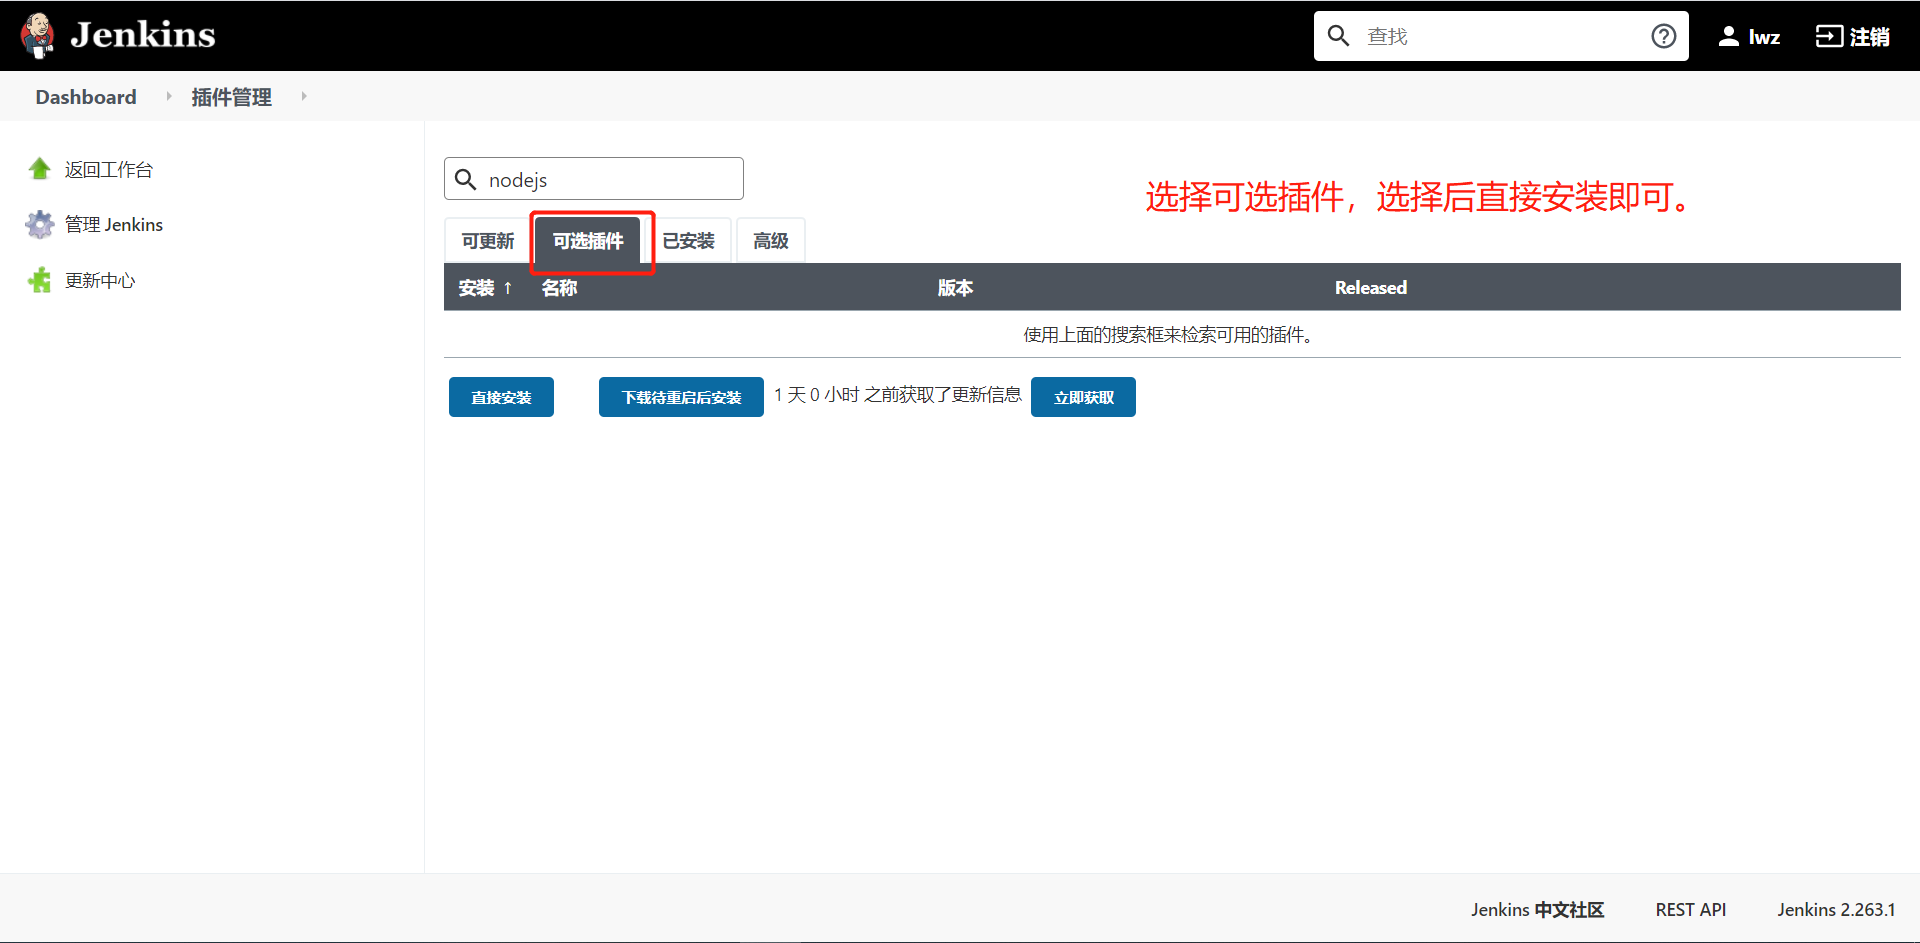 Jenkins
查找
lwz
注销
Dashboard
插件管理
返回工作台
管理 Jenkins
更新中心
nodejs
选择可选插件，选择后直接安装即可。
可更新
可选插件
已安装
高级
安装 ↑
名称
版本
Released
使用上面的搜索框来检索可用的插件。
直接安装
下载待重启后安装
1 天 0 小时 之前获取了更新信息
立即获取
Jenkins 中文社区
REST API
Jenkins 2.263.1